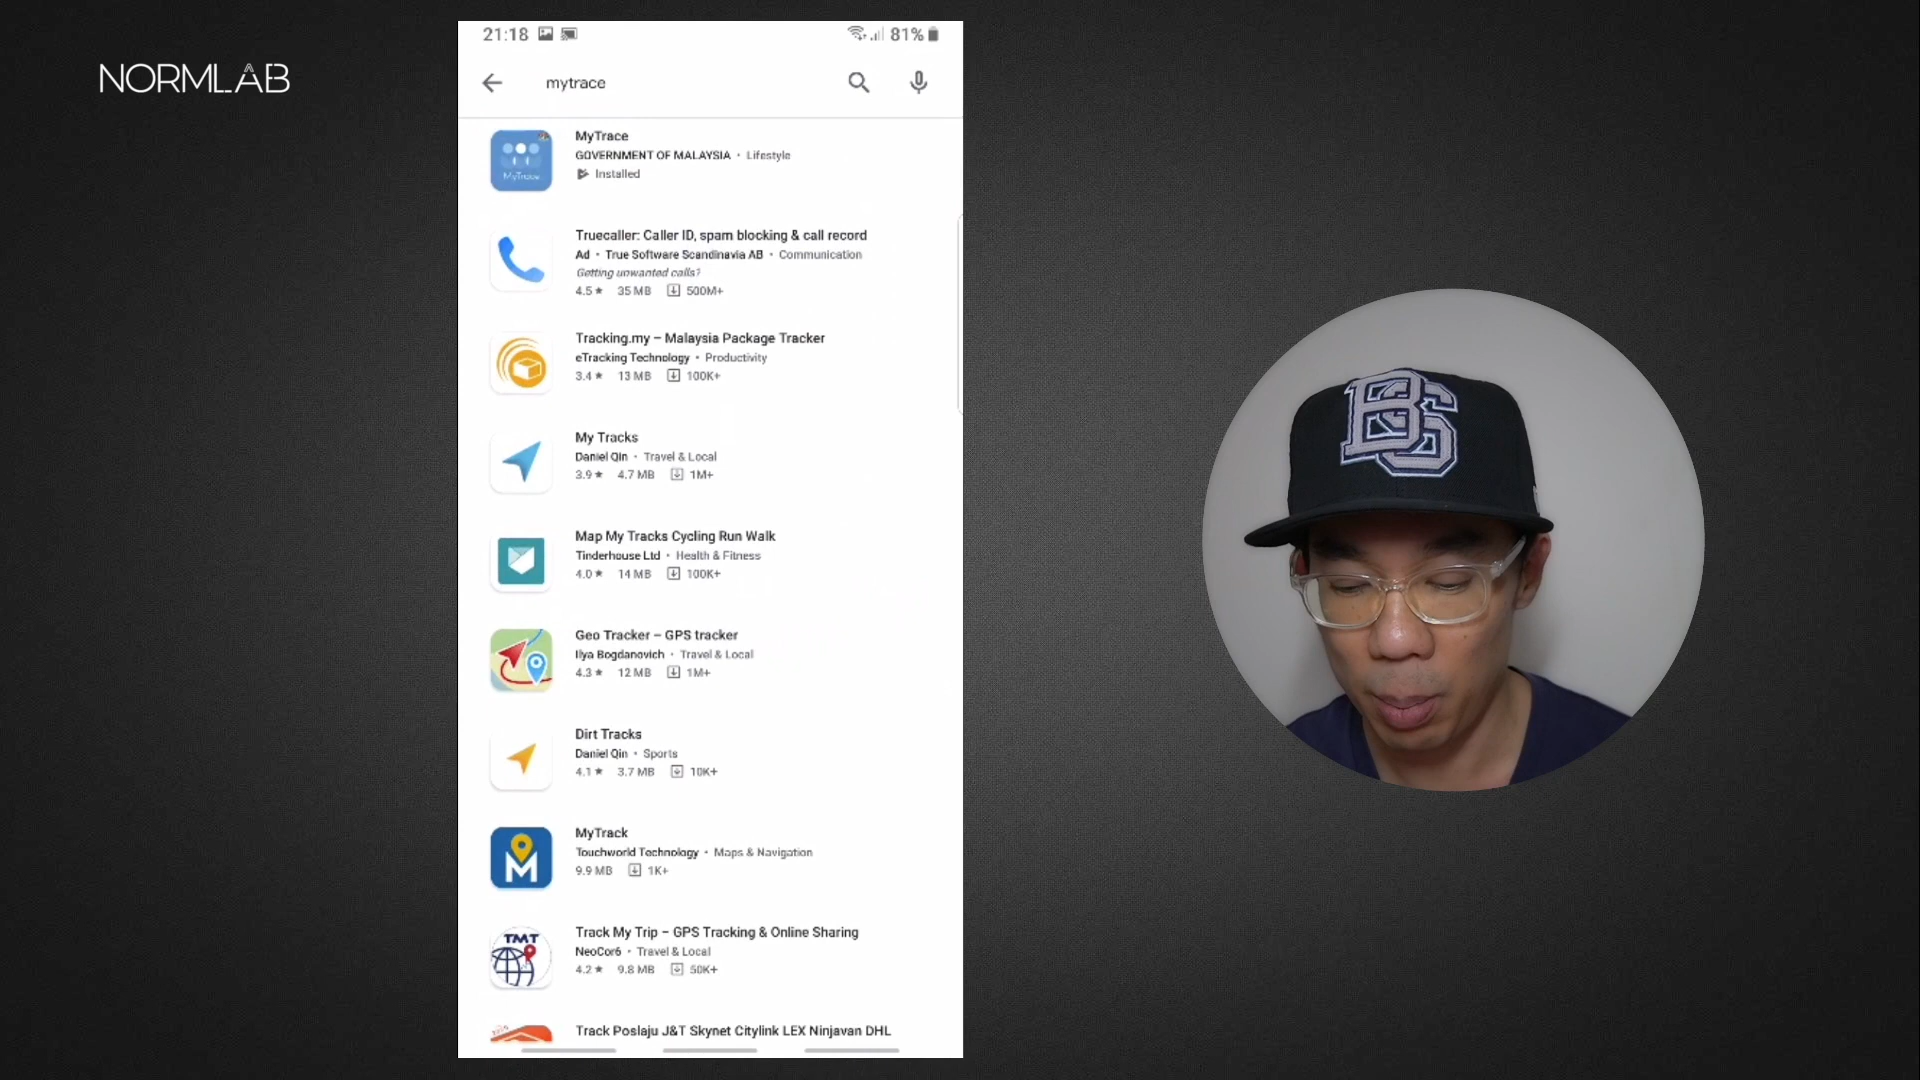 NORMLAB
21:18
81%
mytrace
MyTrace
MyTrace
GOVERNMENT OF MALAYSIA • Lifestyle
Installed
Truecaller: Caller ID, spam blocking & call record
Ad • True Software Scandinavia AB • Communication
Getting unwanted calls?
4.5 ★ 35 MB 500M+
Tracking.my – Malaysia Package Tracker
eTracking Technology • Productivity
3.4 ★ 13 MB 100K+
My Tracks
Daniel Qin • Travel & Local
3.9 ★ 4.7 MB 1M+
Map My Tracks Cycling Run Walk
Tinderhouse Ltd • Health & Fitness
4.0 ★ 14 MB 100K+
Geo Tracker – GPS tracker
Ilya Bogdanovich • Travel & Local
4.3 ★ 12 MB 1M+
Dirt Tracks
Daniel Qin • Sports
4.1 ★ 3.7 MB 10K+
M
MyTrack
Touchworld Technology • Maps & Navigation
9.9 MB 1K+
TMT
Track My Trip – GPS Tracking & Online Sharing
NeoCor6 • Travel & Local
4.2 ★ 9.8 MB 50K+
Track Poslaju J&T Skynet Citylink LEX Ninjavan DHL
BS